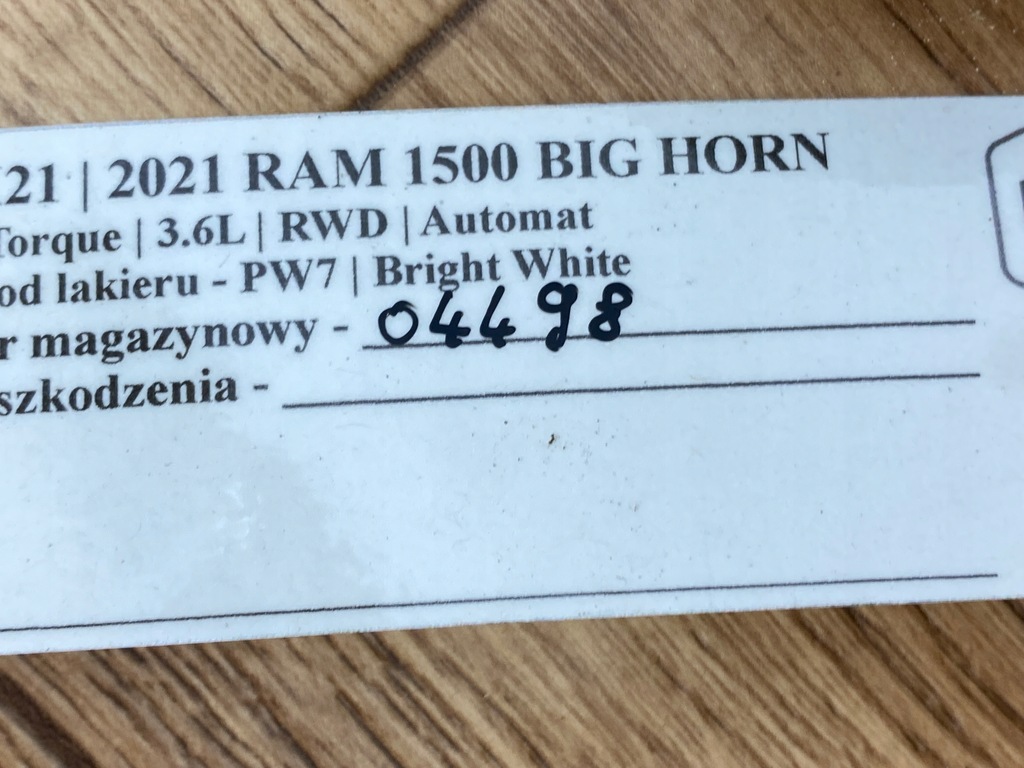 21 | 2021 RAM 1500 BIG HORN
Torque | 3.6L | RWD | Automat
od lakieru - PW7 | Bright White
r magazynowy - 04498
szkodzenia -